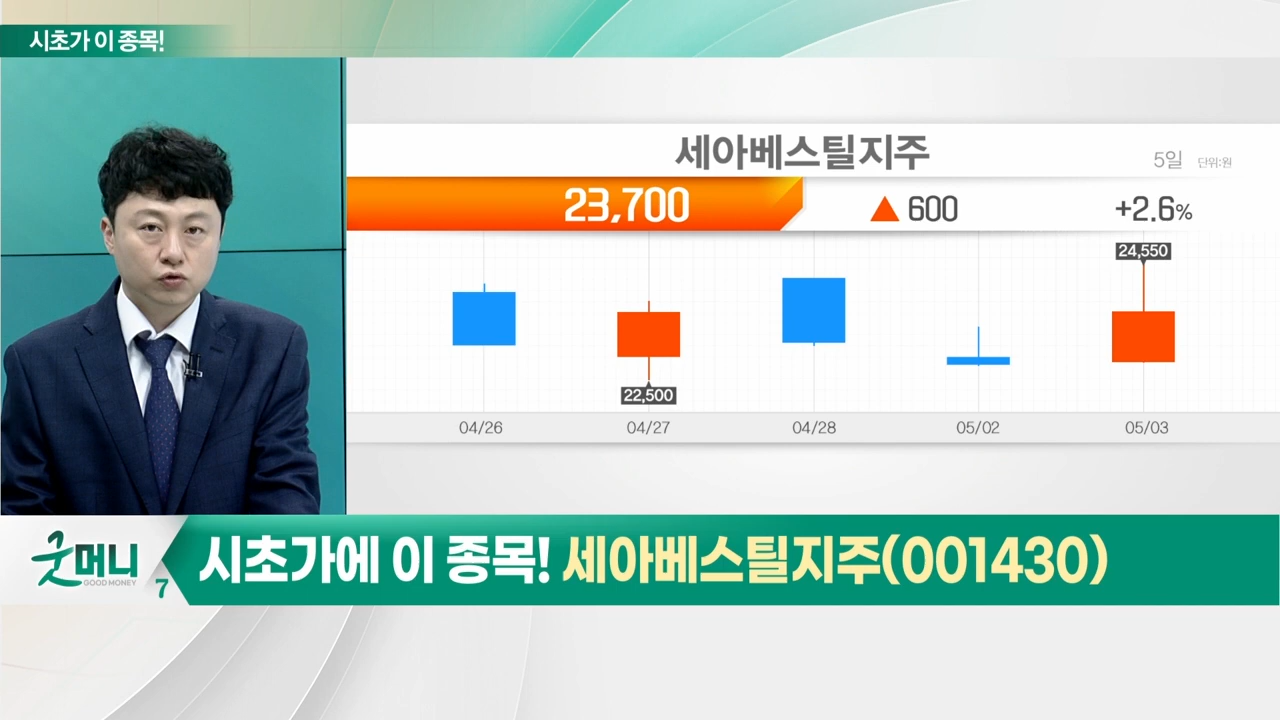 시초가 이 종목!
세아베스틸지주
5일 단위:원
23,700 ▲ 600 +2.6%
24,550
22,500
04/26 04/27 04/28 05/02 05/03
굿머니
GOOD MONEY
7
시초가에 이 종목! 세아베스틸지주(001430)